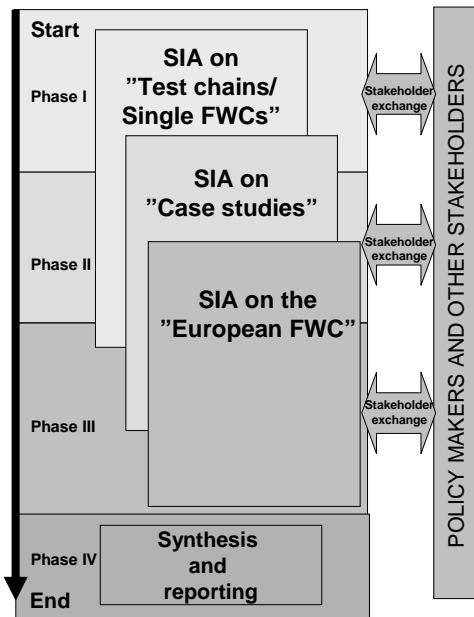 Start
SIA on
”Test chains/
Single FWCs”
Phase I
Stakeholder
exchange
SIA on
”Case studies”
Phase II
Stakeholder
exchange
SIA on the
”European FWC”
Phase III
Stakeholder
exchange
Phase IV
Synthesis
and
reporting
End
POLICY MAKERS AND OTHER STAKEHOLDERS